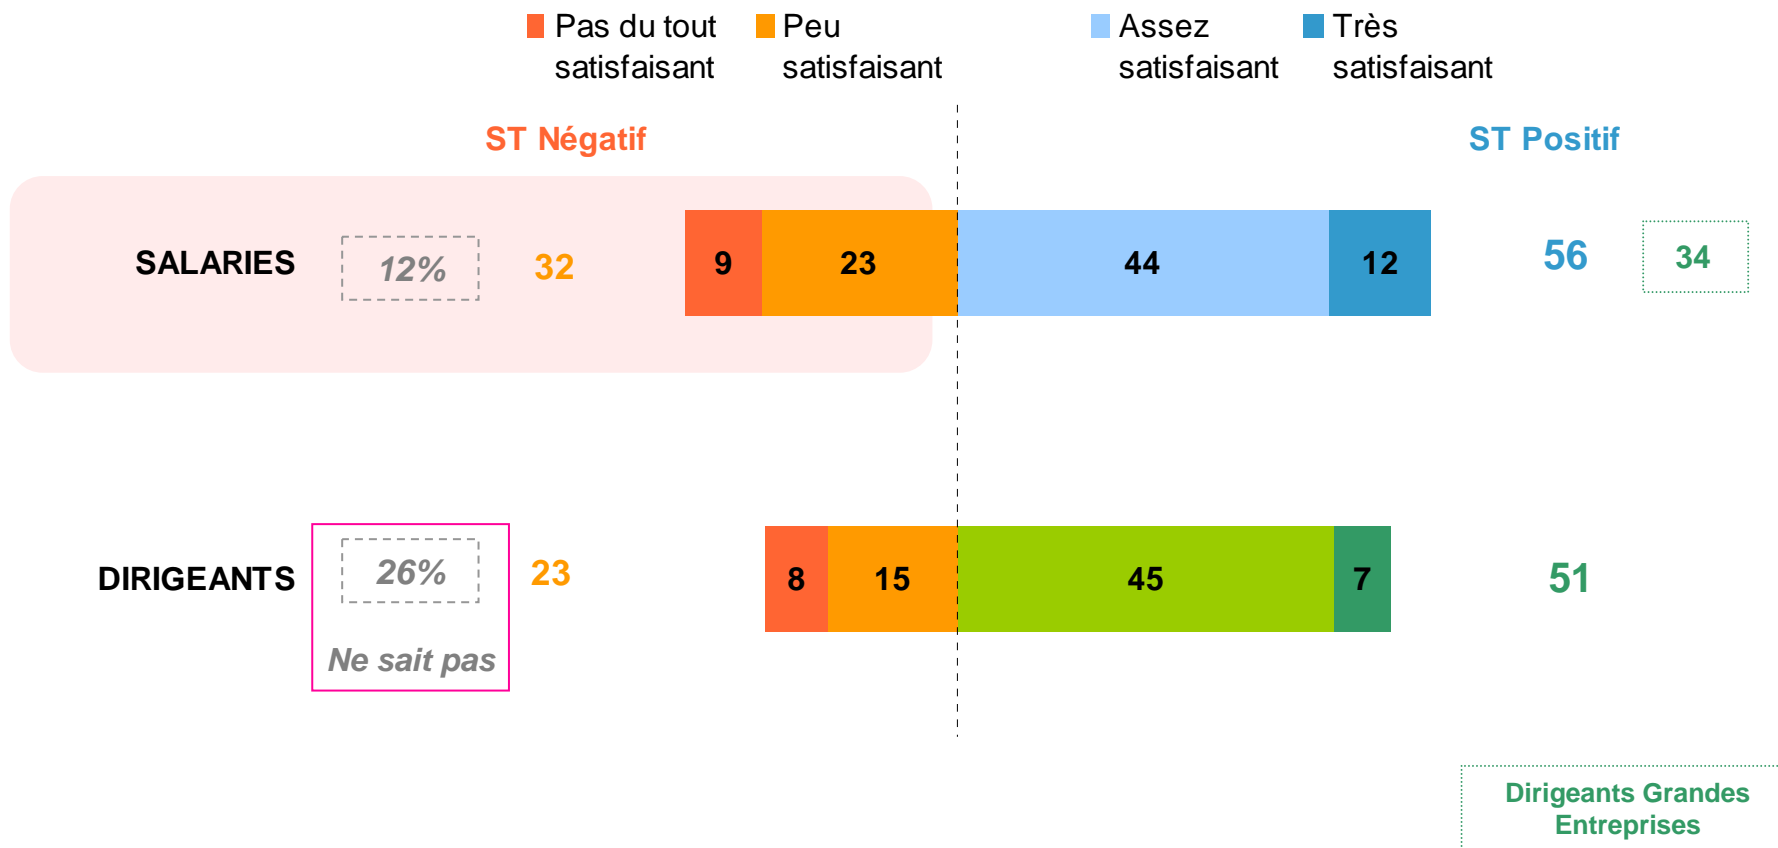 Pas du tout satisfaisant
Peu satisfaisant
Assez satisfaisant
Très satisfaisant
ST Négatif
ST Positif
SALARIES
12%
32
9
23
44
12
56
34
DIRIGEANTS
26%
23
8
15
45
7
51
Ne sait pas
Dirigeants Grandes
Entreprises